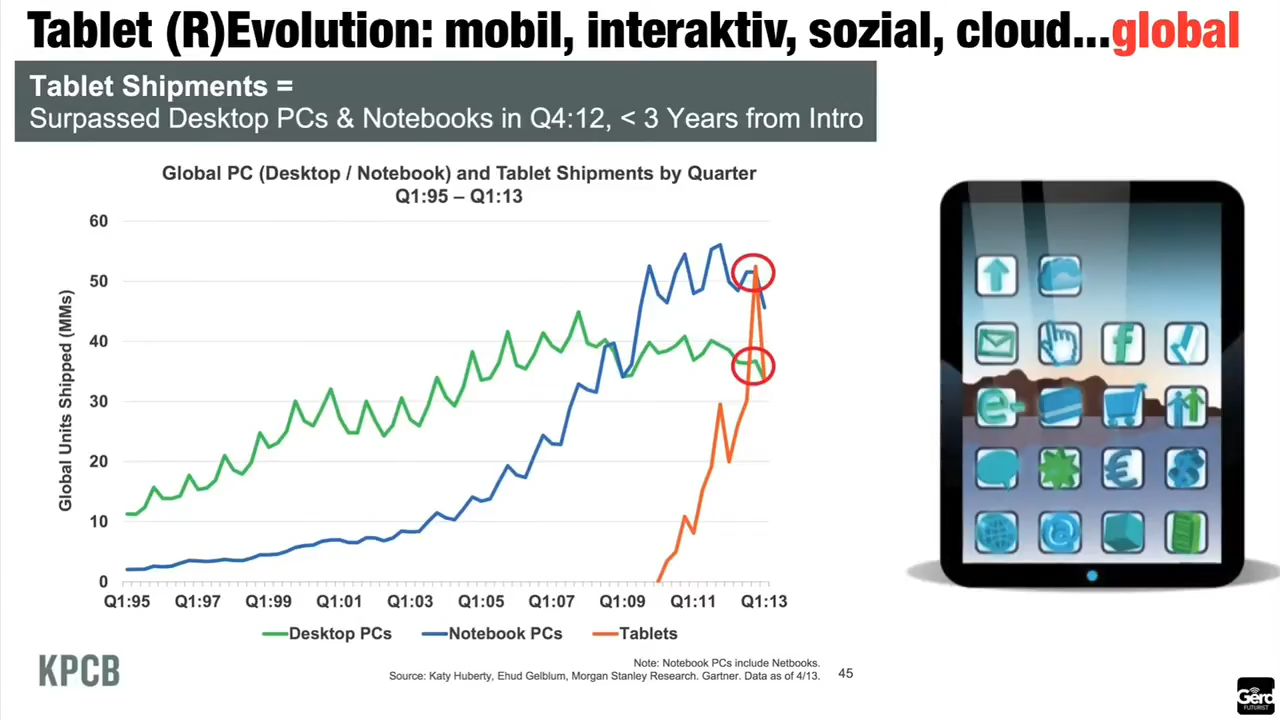 Tablet (R)Evolution: mobil, interaktiv, sozial, cloud...global
Tablet Shipments =
Surpassed Desktop PCs & Notebooks in Q4:12, < 3 Years from Intro
Global PC (Desktop / Notebook) and Tablet Shipments by Quarter
Q1:95 – Q1:13
Global Units Shipped (MMs)
60
50
40
30
20
10
0
Q1:95 Q1:97 Q1:99 Q1:01 Q1:03 Q1:05 Q1:07 Q1:09 Q1:11 Q1:13
Desktop PCs Notebook PCs Tablets
f
e-
€
$
@
KPCB
Note: Notebook PCs include Netbooks.
Source: Katy Huberty, Ehud Gelblum, Morgan Stanley Research. Gartner. Data as of 4/13.
45
Gerd
FUTURIST